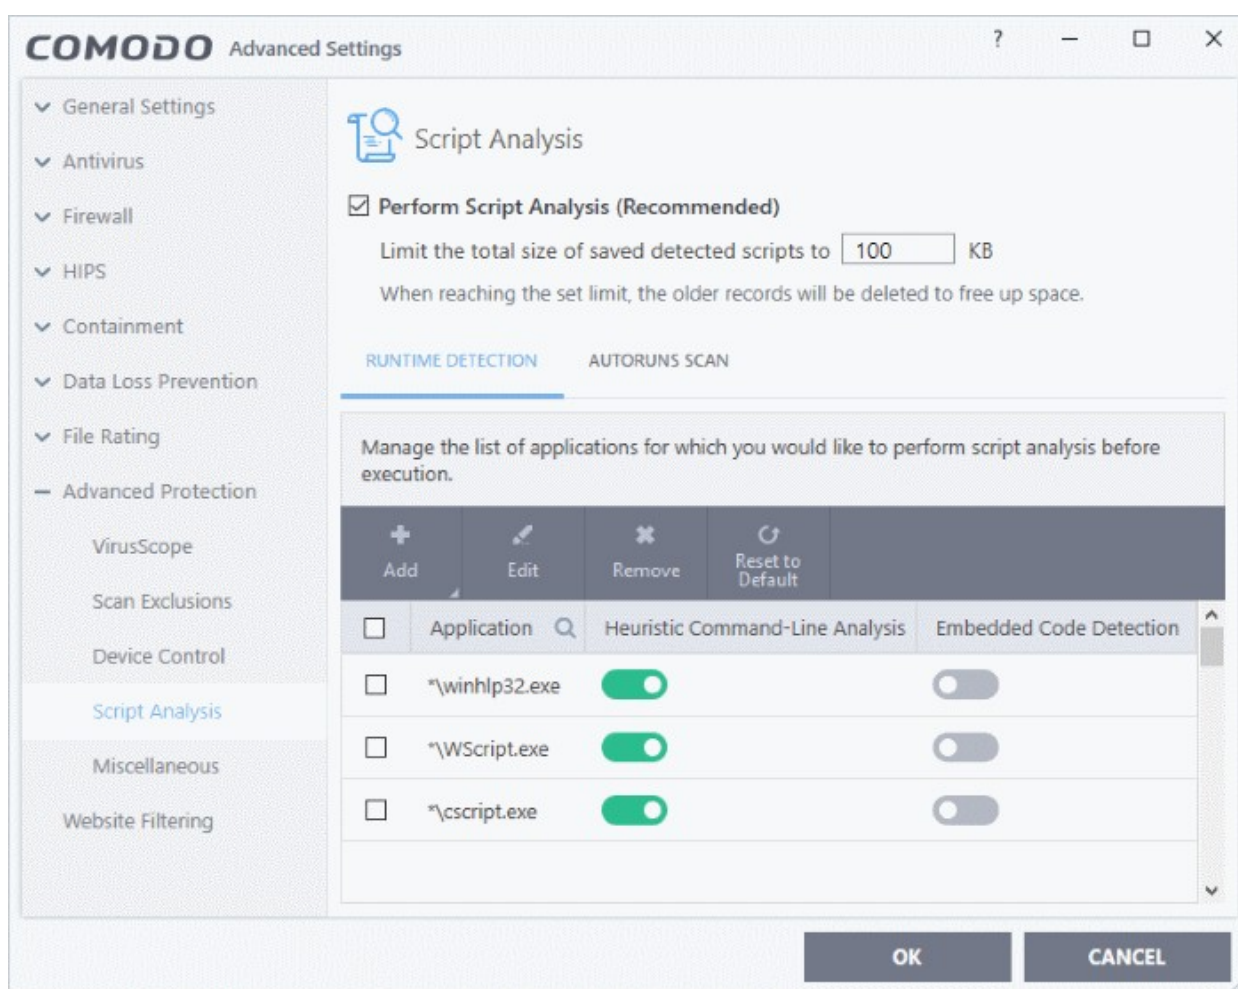 COMODO Advanced Settings
?
General Settings
Antivirus
Firewall
HIPS
Containment
Data Loss Prevention
File Rating
Advanced Protection
VirusScope
Scan Exclusions
Device Control
Script Analysis
Miscellaneous
Website Filtering
Script Analysis
Perform Script Analysis (Recommended)
Limit the total size of saved detected scripts to 100 KB
When reaching the set limit, the older records will be deleted to free up space.
RUNTIME DETECTION AUTORUNS SCAN
Manage the list of applications for which you would like to perform script analysis before
execution.
Add Edit Remove Reset to
Default
Application Heuristic Command-Line Analysis Embedded Code Detection
*\winhlp32.exe
*\WScript.exe
*\cscript.exe
OK CANCEL